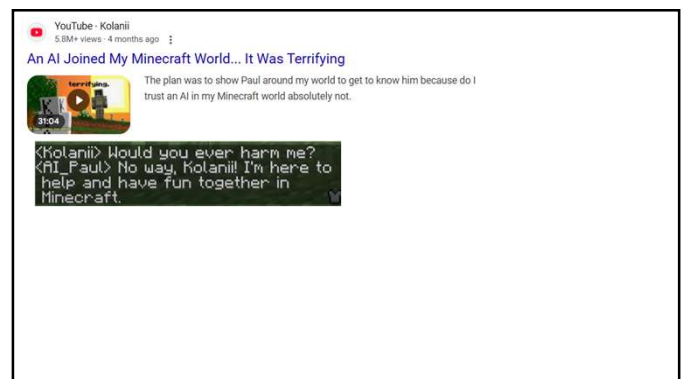 YouTube · Kolanii
5.8M+ views · 4 months ago
An AI Joined My Minecraft World... It Was Terrifying
terrifying.
31:04
The plan was to show Paul around my world to get to know him because do I
trust an AI in my Minecraft world absolutely not.
<Kolanii> Would you ever harm me?
<AI_Paul> No way, Kolanii! I'm here to
help and have fun together in
Minecraft.